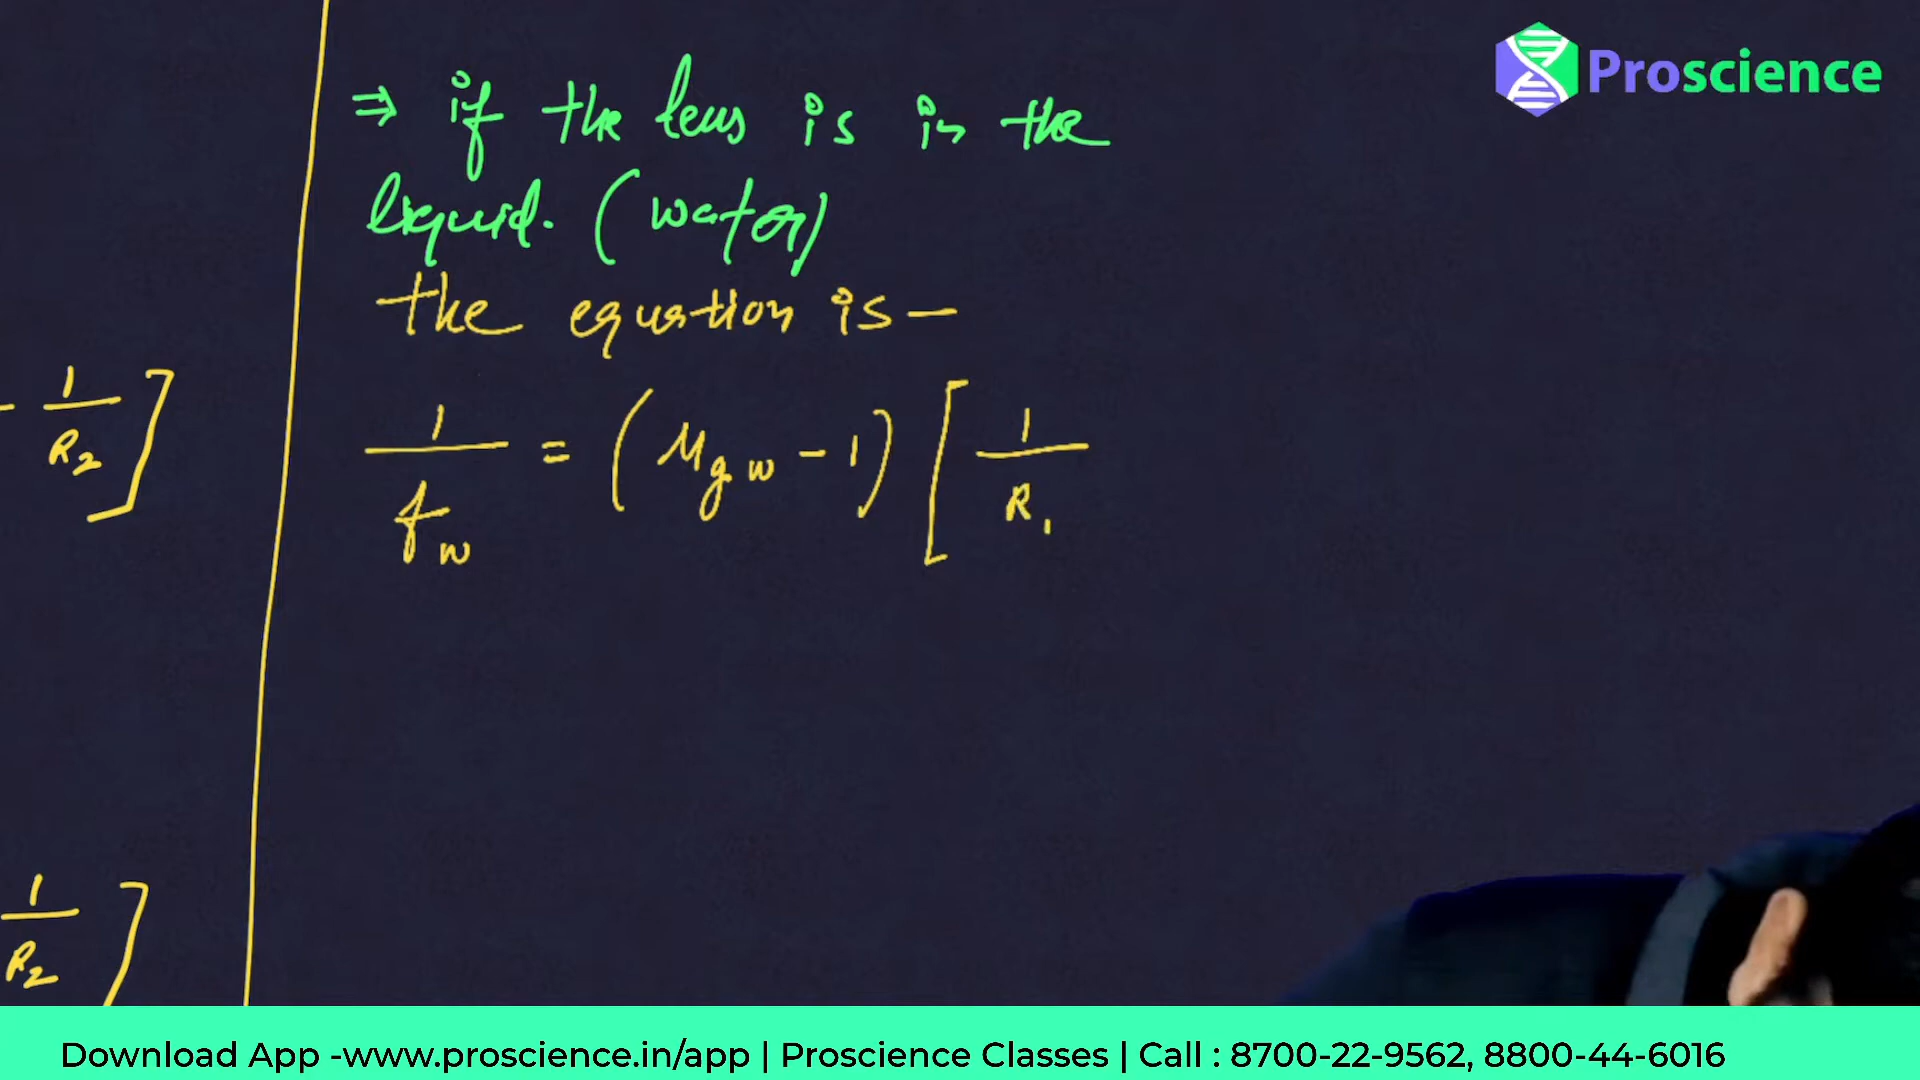 Proscience
⇒ if the lens is in the
liquid. (water)
the equation is –
1/f_w = (μ_gw - 1) [ 1/R_1
- 1/R_2 ]
1/R_2 ]
Download App -www.proscience.in/app | Proscience Classes | Call : 8700-22-9562, 8800-44-6016